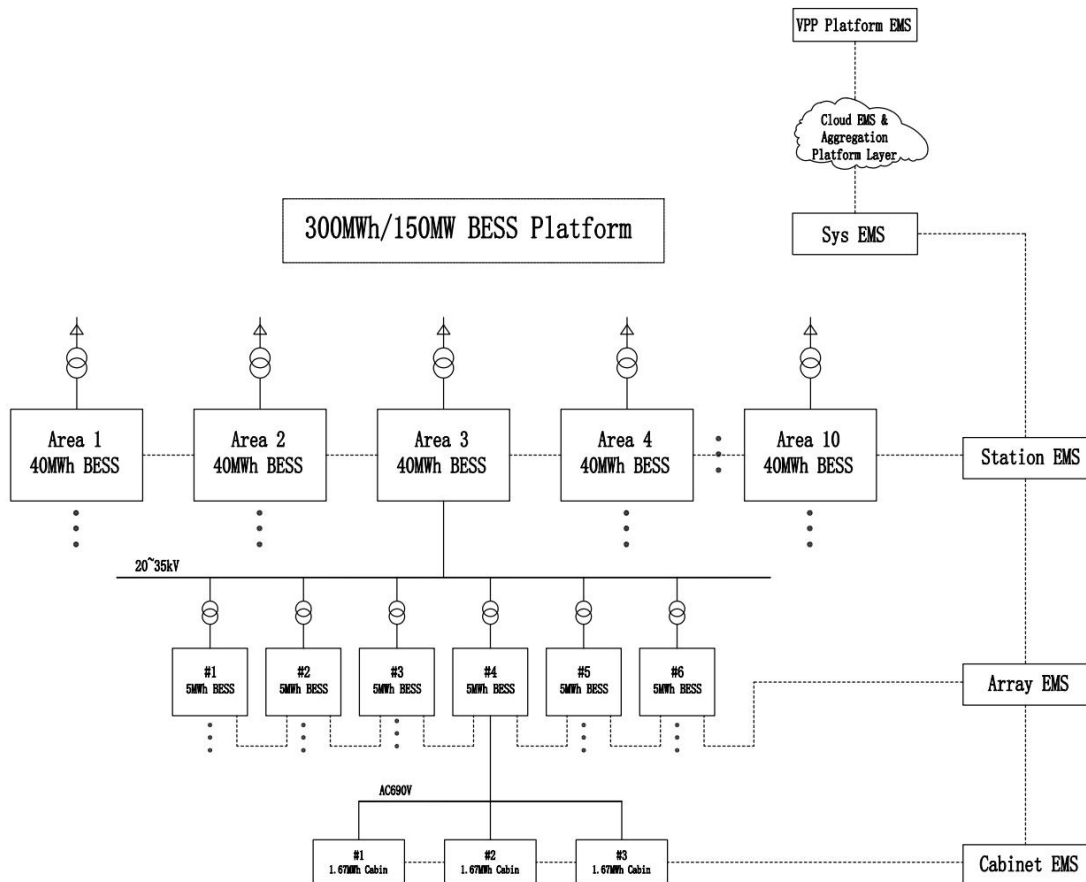 VPP Platform EMS
Cloud EMS &
Aggregation
Platform Layer
300MWh/150MW BESS Platform
Sys EMS
Area 1
40MWh BESS
Area 2
40MWh BESS
Area 3
40MWh BESS
Area 4
40MWh BESS
Area 10
40MWh BESS
Station EMS
20~35kV
#1
5MWh BESS
#2
5MWh BESS
#3
5MWh BESS
#4
5MWh BESS
#5
5MWh BESS
#6
5MWh BESS
Array EMS
AC690V
#1
1.67MWh Cabin
#2
1.67MWh Cabin
#3
1.67MWh Cabin
Cabinet EMS